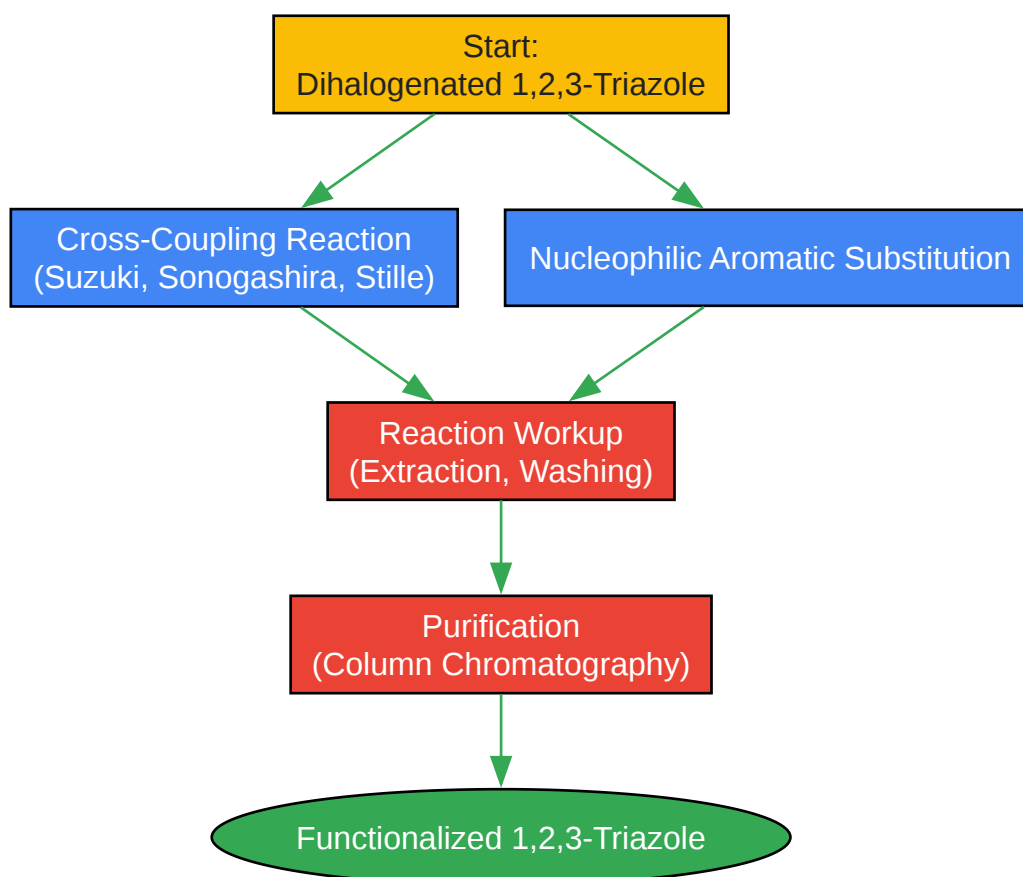 Start:
Dihalogenated 1,2,3-Triazole
Cross-Coupling Reaction
(Suzuki, Sonogashira, Stille)
Nucleophilic Aromatic Substitution
Reaction Workup
(Extraction, Washing)
Purification
(Column Chromatography)
Functionalized 1,2,3-Triazole